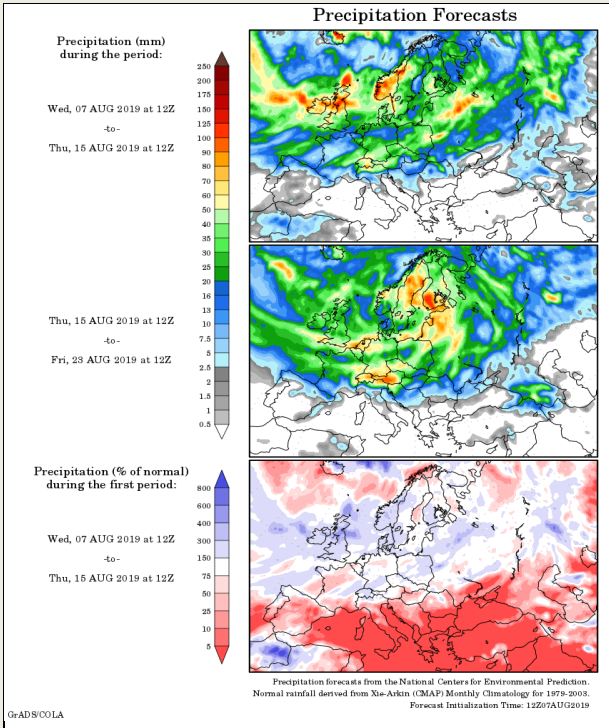 Precipitation Forecasts
Precipitation (mm)
during the period:
Wed, 07 AUG 2019 at 12Z
-to-
Thu, 15 AUG 2019 at 12Z
250
200
175
150
125
100
90
80
70
60
50
45
40
35
30
25
20
16
13
10
7.5
5
2.5
2
1.5
1
0.5
Thu, 15 AUG 2019 at 12Z
-to-
Fri, 23 AUG 2019 at 12Z
Precipitation (% of normal)
during the first period:
Wed, 07 AUG 2019 at 12Z
-to-
Thu, 15 AUG 2019 at 12Z
800
600
400
300
150
75
50
25
10
5
Precipitation forecasts from the National Centers for Environmental Prediction.
Normal rainfall derived from Xie-Arkin (CMAP) Monthly Climatology for 1979-2003.
Forecast Initialization Time: 12Z07AUG2019
GrADS/COLA